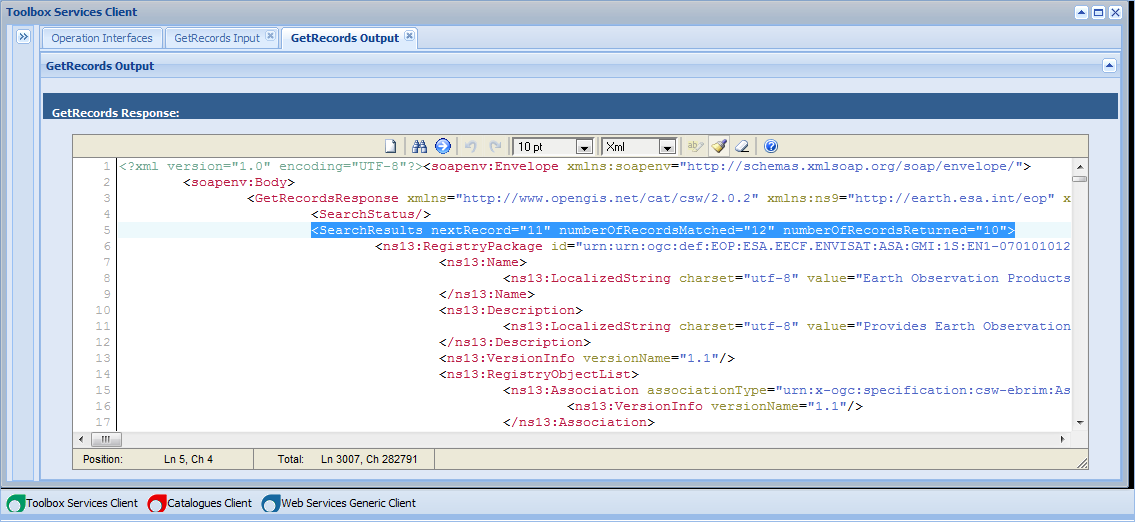 Toolbox Services Client
Operation Interfaces GetRecords Input GetRecords Output
GetRecords Output
GetRecords Response:
10 pt Xml
1 <?xml version="1.0" encoding="UTF-8"?><soapenv:Envelope xmlns:soapenv="http://schemas.xmlsoap.org/soap/envelope/">
2 <soapenv:Body>
3 <GetRecordsResponse xmlns="http://www.opengis.net/cat/csw/2.0.2" xmlns:ns9="http://earth.esa.int/eop" x
4 <SearchStatus/>
5 <SearchResults nextRecord="11" numberOfRecordsMatched="12" numberOfRecordsReturned="10">
6 <ns13:RegistryPackage id="urn:urn:ogc:def:EOP:ESA.EECF.ENVISAT:ASA:GMI:1S:EN1-070101012
7 <ns13:Name>
8 <ns13:LocalizedString charset="utf-8" value="Earth Observation Products
9 </ns13:Name>
10 <ns13:Description>
11 <ns13:LocalizedString charset="utf-8" value="Provides Earth Observation
12 </ns13:Description>
13 <ns13:VersionInfo versionName="1.1"/>
14 <ns13:RegistryObjectList>
15 <ns13:Association associationType="urn:x-ogc:specification:csw-ebrim:As
16 <ns13:VersionInfo versionName="1.1"/>
17 </ns13:Association>
Position: Ln 5, Ch 4 Total: Ln 3007, Ch 282791
Toolbox Services Client Catalogues Client Web Services Generic Client